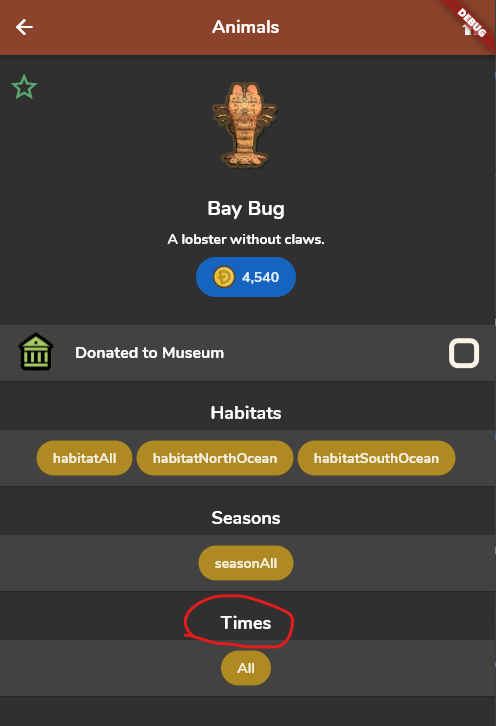 Animals
DEBUG
Bay Bug
A lobster without claws.
4,540
Donated to Museum
Habitats
habitatAll habitatNorthOcean habitatSouthOcean
Seasons
seasonAll
Times
All